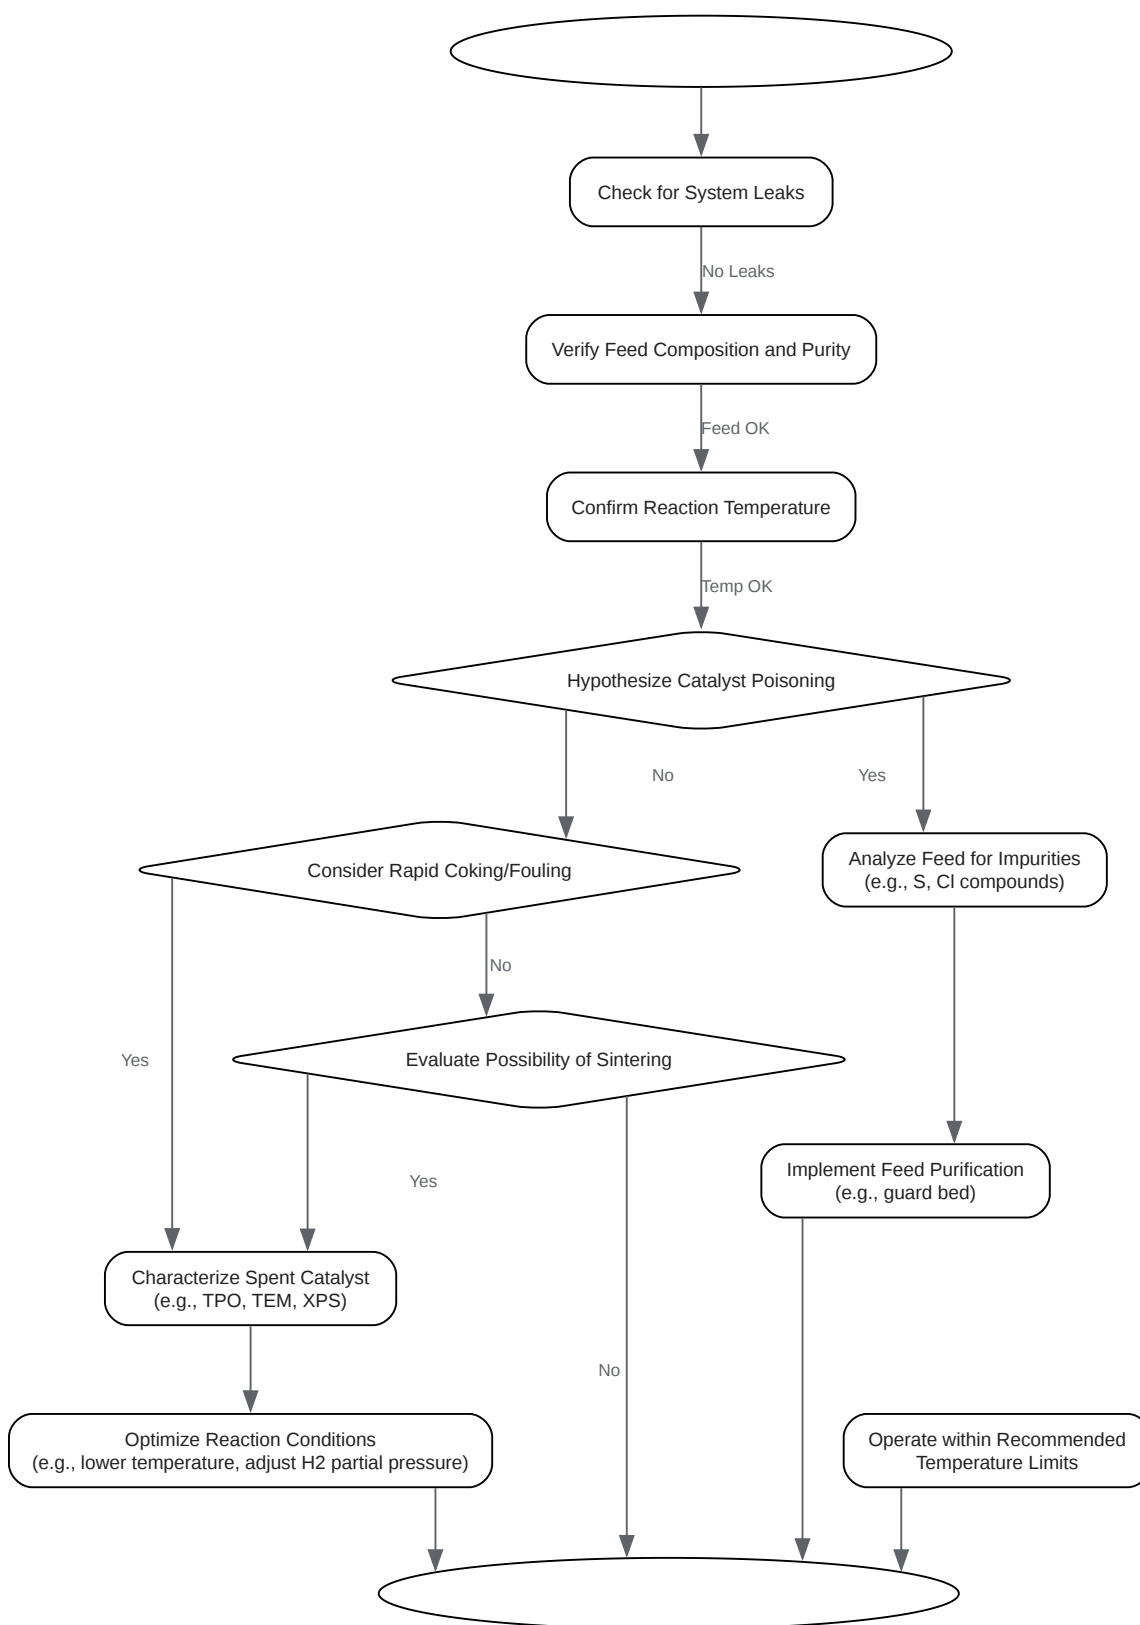 Check for System Leaks
No Leaks
Verify Feed Composition and Purity
Feed OK
Confirm Reaction Temperature
Temp OK
Hypothesize Catalyst Poisoning
No
Yes
Consider Rapid Coking/Fouling
Analyze Feed for Impurities
(e.g., S, Cl compounds)
No
Yes
Evaluate Possibility of Sintering
Yes
Implement Feed Purification
(e.g., guard bed)
Characterize Spent Catalyst
(e.g., TPO, TEM, XPS)
No
Optimize Reaction Conditions
(e.g., lower temperature, adjust H2 partial pressure)
Operate within Recommended
Temperature Limits